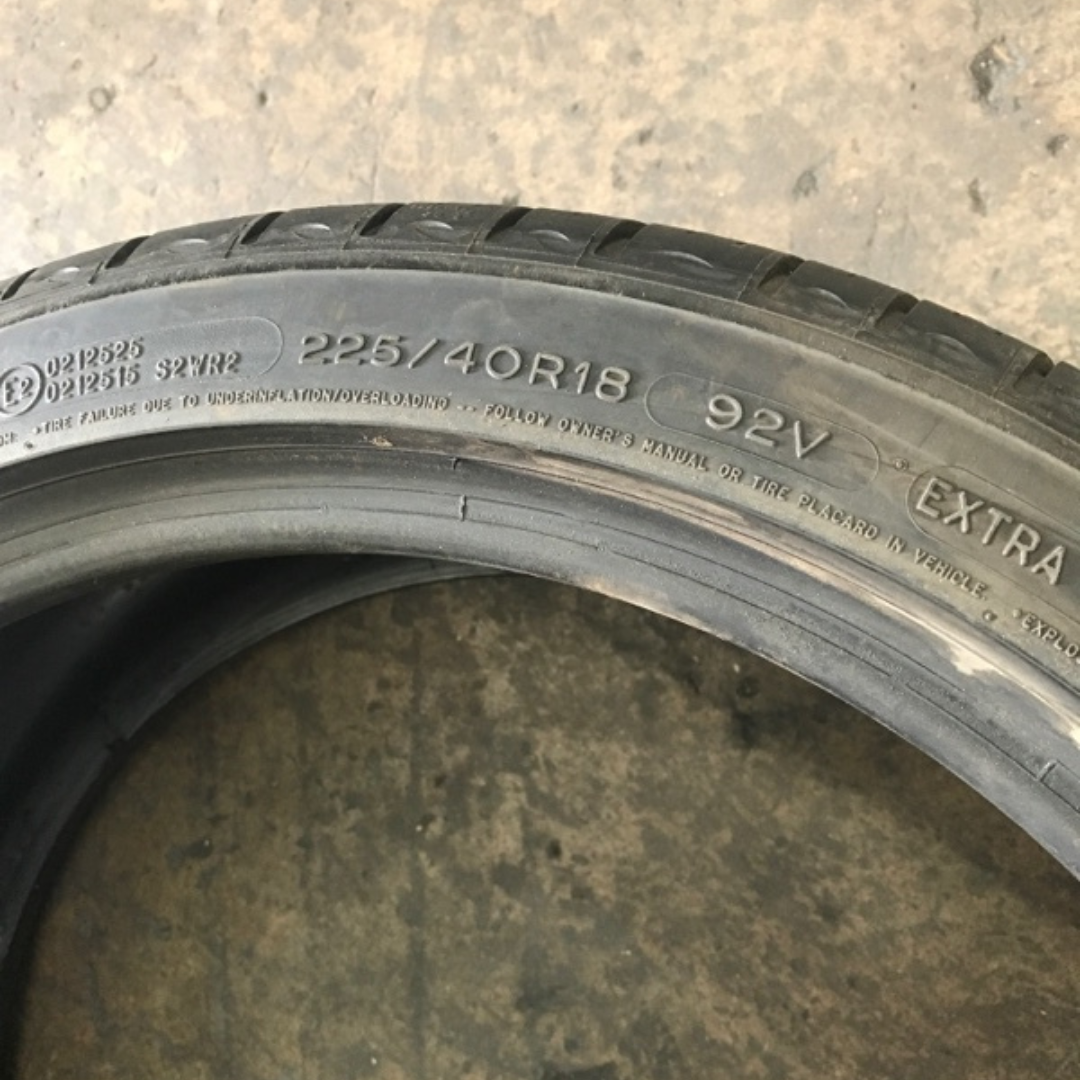 E2 0212525
0212515 S2WR2
225/40R18
92V
EXTRA
TIRE FAILURE DUE TO UNDERINFLATION/OVERLOADING -- FOLLOW OWNER'S MANUAL OR TIRE PLACARD IN VEHICLE.